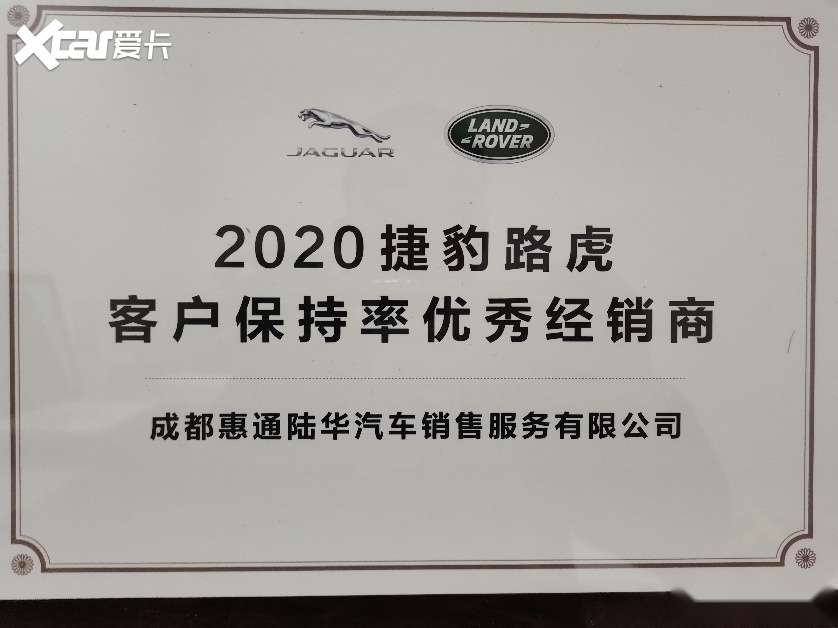 Xcar爱卡
JAGUAR
LAND ROVER
2020捷豹路虎
客户保持率优秀经销商
成都惠通陆华汽车销售服务有限公司